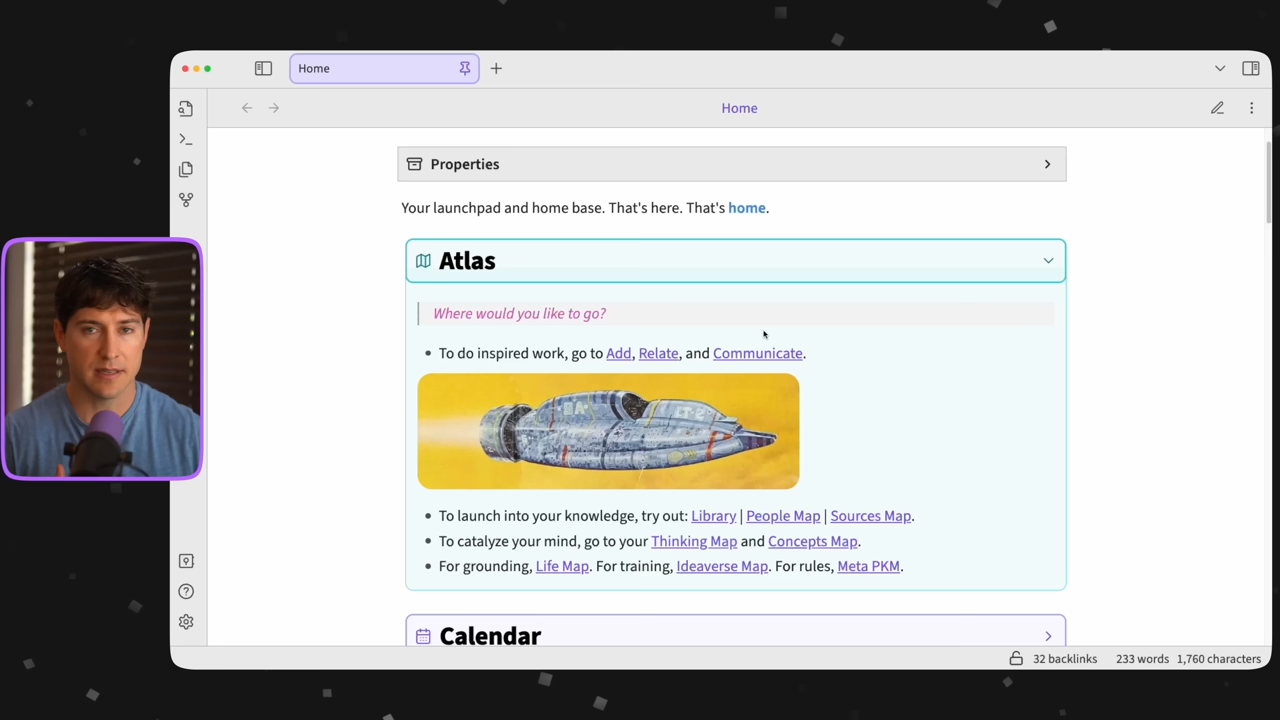 Home
Home
Properties
Your launchpad and home base. That's here. That's home.
Atlas
Where would you like to go?
To do inspired work, go to Add, Relate, and Communicate.
To launch into your knowledge, try out: Library | People Map | Sources Map.
To catalyze your mind, go to your Thinking Map and Concepts Map.
For grounding, Life Map. For training, Ideaverse Map. For rules, Meta PKM.
Calendar
32 backlinks 233 words 1,760 characters